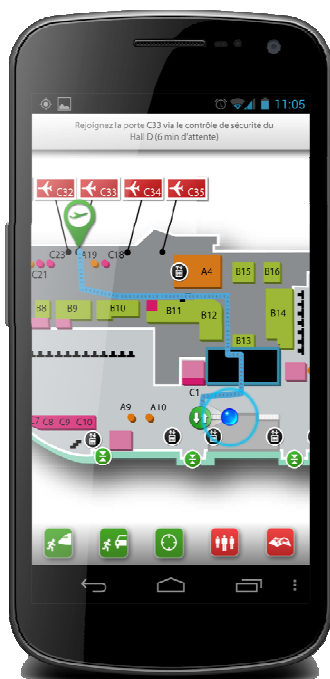 11:05
Rejoignez la porte C33 via le contrôle de sécurité du
Hall D (6 min d'attente)
C32 C33 C34 C35
C23 A19 C18
C21
A4 B15 B16
B8 B9 B10 B11 B12 B14
B13
C1
A9 A10
C7 C8 C9 C10